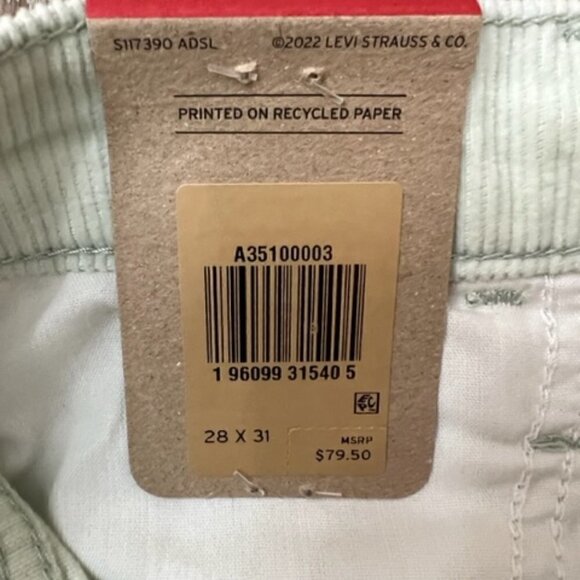 S117390 ADSL ©2022 LEVI STRAUSS & CO.
PRINTED ON RECYCLED PAPER
A35100003
1 96099 31540 5
28 X 31
MSRP
$79.50